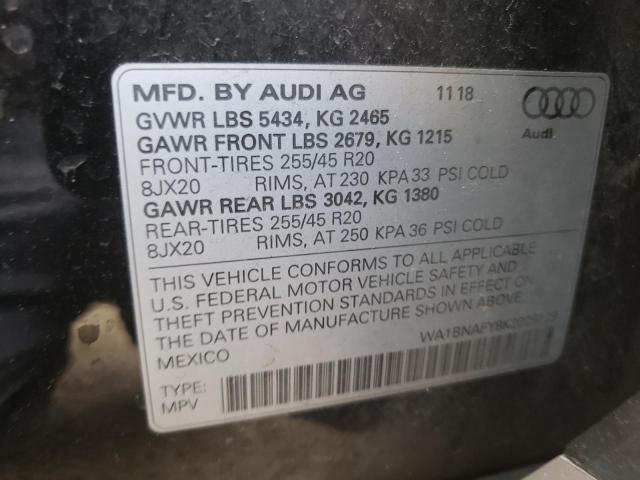 MFD. BY AUDI AG 11 18
GVWR LBS 5434, KG 2465
GAWR FRONT LBS 2679, KG 1215
FRONT-TIRES 255/45 R20
8JX20 RIMS, AT 230 KPA 33 PSI COLD
GAWR REAR LBS 3042, KG 1380
REAR-TIRES 255/45 R20
8JX20 RIMS, AT 250 KPA 36 PSI COLD
Audi
THIS VEHICLE CONFORMS TO ALL APPLICABLE
U.S. FEDERAL MOTOR VEHICLE SAFETY AND
THEFT PREVENTION STANDARDS IN EFFECT ON
THE DATE OF MANUFACTURE SHOWN ABOVE.
MEXICO
TYPE:
MPV